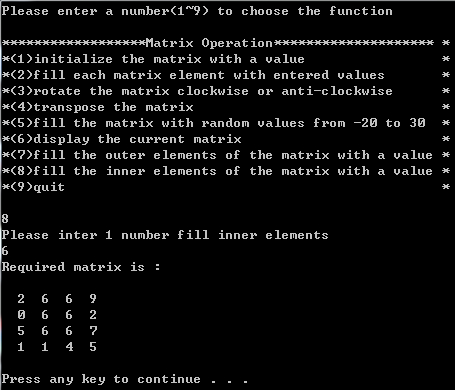 Please enter a number(1~9) to choose the function
******************Matrix Operation******************** *
*(1)initialize the matrix with a value *
*(2)fill each matrix element with entered values *
*(3)rotate the matrix clockwise or anti-clockwise *
*(4)transpose the matrix *
*(5)fill the matrix with random values from -20 to 30 *
*(6)display the current matrix *
*(7)fill the outer elements of the matrix with a value *
*(8)fill the inner elements of the matrix with a value *
*(9)quit *
8
Please inter 1 number fill inner elements
6
Required matrix is :
2 6 6 9
0 6 6 2
5 6 6 7
1 1 4 5
Press any key to continue . . .